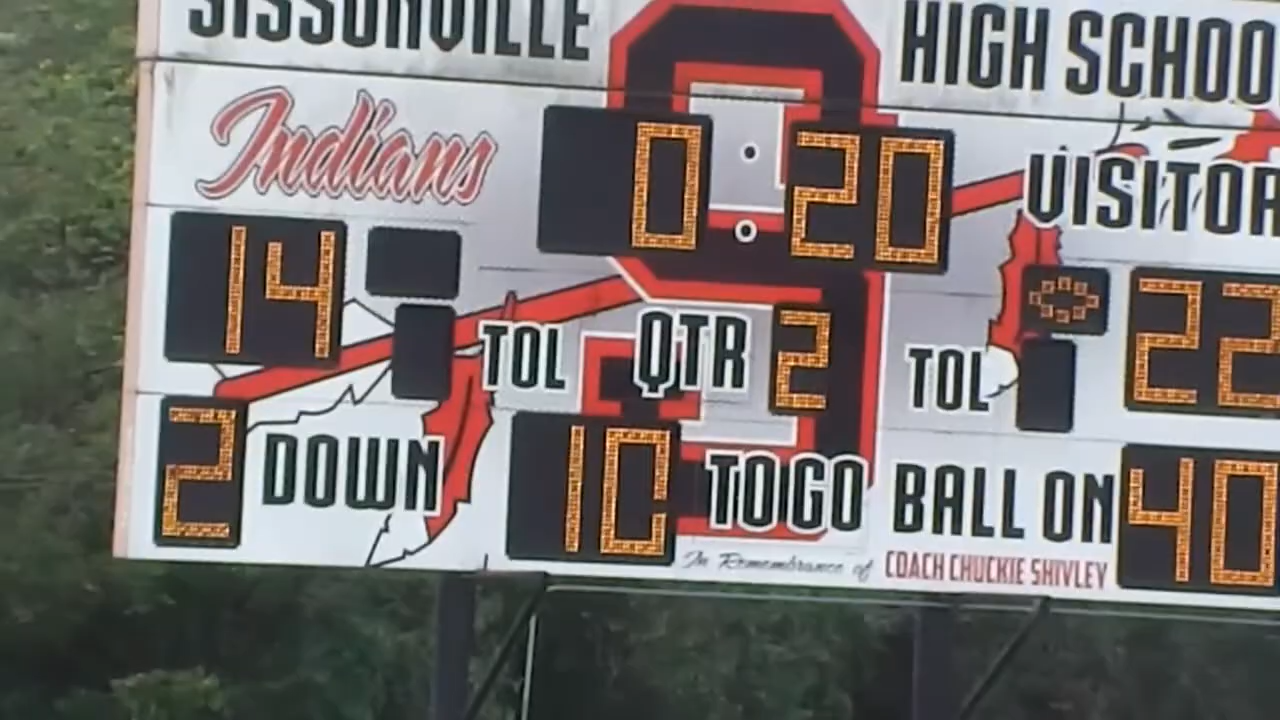 SISSONVILLE HIGH SCHOO
Indians 0:20 VISITOR
14 TOL QTR 2 TOL 22
2 DOWN 10 TO GO BALL ON 40
In Remembrance of COACH CHUCKIE SHIVLEY